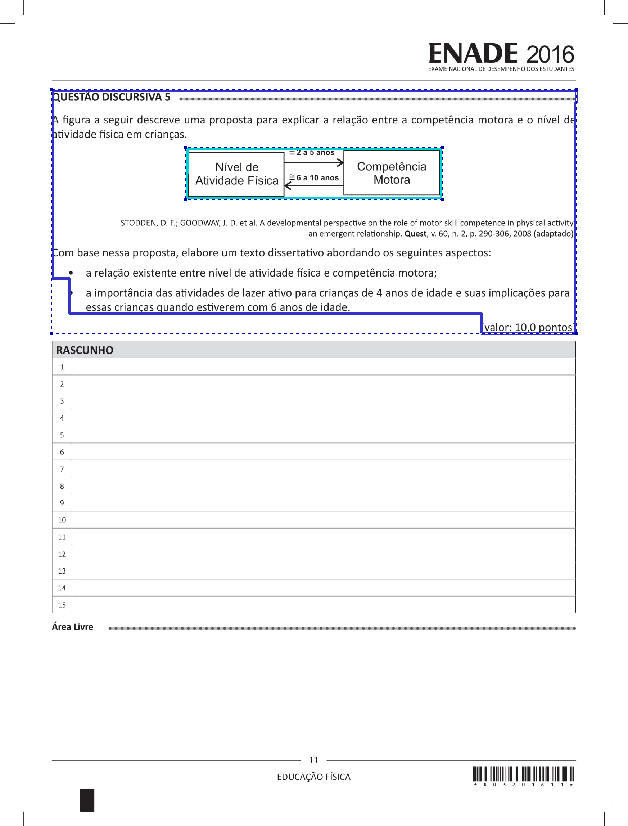 ENADE 2016
EXAME NACIONAL DE DESEMPENHO DOS ESTUDANTES
QUESTÃO DISCURSIVA 5
A figura a seguir descreve uma proposta para explicar a relação entre a competência motora e o nível de
atividade física em crianças.
Nível de
Atividade Física
≅ 2 a 5 anos
≅ 6 a 10 anos
Competência
Motora
STODDEN, D. F.; GOODWAY, J. D. et al. A developmental perspective on the role of motor skill competence in physical activity
an emergent relationship. Quest, v. 60, n. 2, p. 290-306, 2008 (adaptado)
Com base nessa proposta, elabore um texto dissertativo abordando os seguintes aspectos:
• a relação existente entre nível de atividade física e competência motora;
• a importância das atividades de lazer ativo para crianças de 4 anos de idade e suas implicações para
essas crianças quando estiverem com 6 anos de idade.
valor: 10,0 pontos
RASCUNHO
1
2
3
4
5
6
7
8
9
10
11
12
13
14
15
Área Livre
11
EDUCAÇÃO FÍSICA